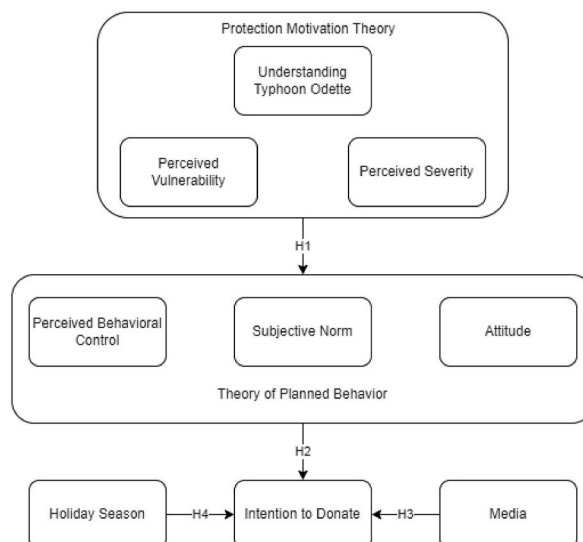 Protection Motivation Theory
Understanding
Typhoon Odette
Perceived
Vulnerability
Perceived Severity
H1
Perceived Behavioral
Control
Subjective Norm
Attitude
Theory of Planned Behavior
H2
Holiday Season
H4
Intention to Donate
H3
Media